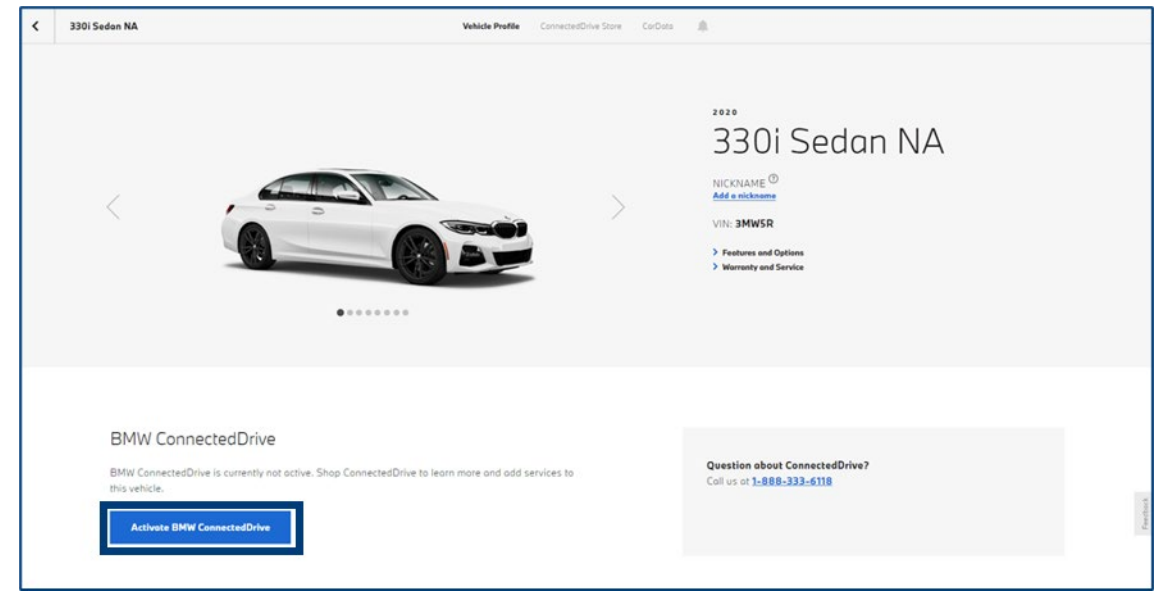 330i Sedan NA
Vehicle Profile
ConnectedDrive Store
CarData
2020
330i Sedan NA
NICKNAME ?
Add a nickname
VIN: 3MW5R
Features and Options
Warranty and Service
BMW ConnectedDrive
BMW ConnectedDrive is currently not active. Shop ConnectedDrive to learn more and add services to
this vehicle.
Activate BMW ConnectedDrive
Question about ConnectedDrive?
Call us at 1-888-333-6118
Feedback